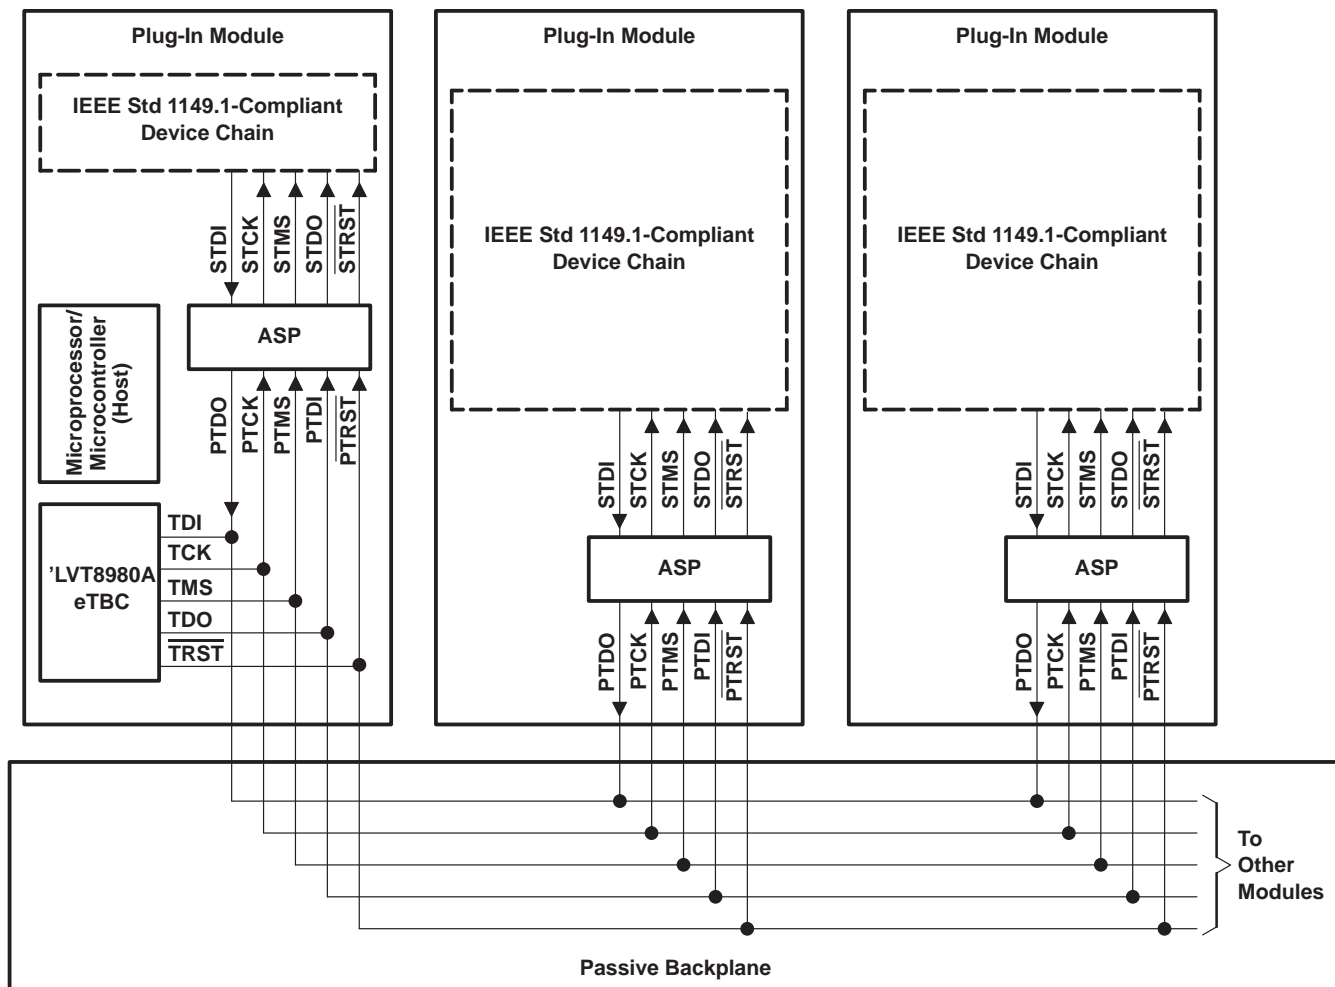 Plug-In Module
IEEE Std 1149.1-Compliant
Device Chain
STDI
STCK
STMS
STDO
STRST
Microprocessor/
Microcontroller
(Host)
ASP
PTDO
PTCK
PTMS
PTDI
PTRST
'LVT8980A
eTBC
TDI
TCK
TMS
TDO
TRST
Plug-In Module
IEEE Std 1149.1-Compliant
Device Chain
STDI
STCK
STMS
STDO
STRST
ASP
PTDO
PTCK
PTMS
PTDI
PTRST
Plug-In Module
IEEE Std 1149.1-Compliant
Device Chain
STDI
STCK
STMS
STDO
STRST
ASP
PTDO
PTCK
PTMS
PTDI
PTRST
To
Other
Modules
Passive Backplane